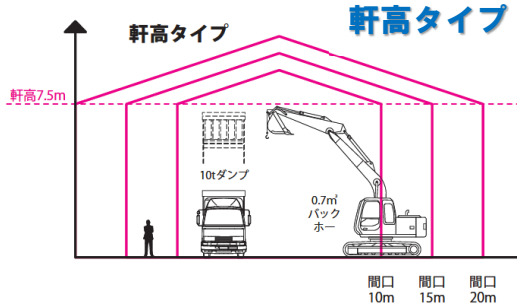 軒高タイプ
軒高タイプ
軒高7.5m
10tダンプ
0.7㎥
バック
ホー
間口
10m
間口
15m
間口
20m